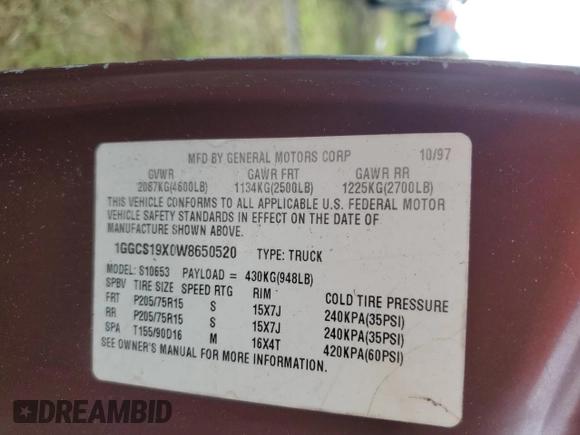 MFD BY GENERAL MOTORS CORP 10/97
GVWR GAWR FRT GAWR RR
2087KG(4600LB) 1134KG(2500LB) 1225KG(2700LB)
THIS VEHICLE CONFORMS TO ALL APPLICABLE U.S. FEDERAL MOTOR
VEHICLE SAFETY STANDARDS IN EFFECT ON THE DATE OF
MANUFACTURE SHOWN ABOVE.
1GGCS19X0W8650520 TYPE: TRUCK
MODEL: S10653 PAYLOAD = 430KG(948LB)
SPBV TIRE SIZE SPEED RTG RIM COLD TIRE PRESSURE
FRT P205/75R15 S 15X7J 240KPA(35PSI)
RR P205/75R15 S 15X7J 240KPA(35PSI)
SPA T155/90D16 M 16X4T 420KPA(60PSI)
SEE OWNER'S MANUAL FOR MORE INFORMATION.
DREAMBID